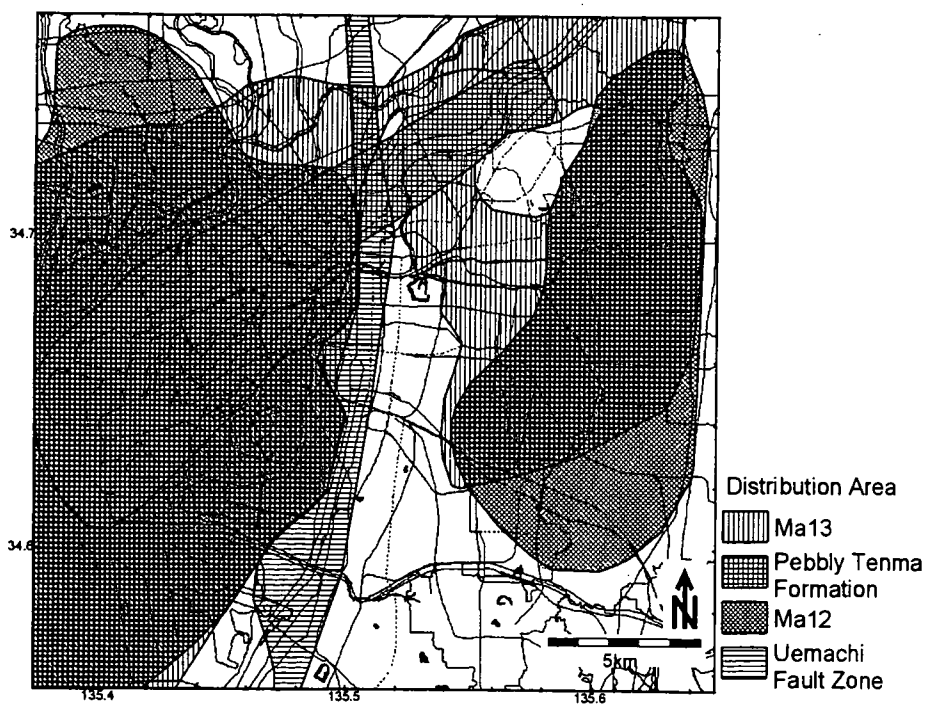 34.7
34.6
135.4
135.5
135.6
N
5km
Distribution Area
Ma13
Pebbly Tenma
Formation
Ma12
Uemachi
Fault Zone